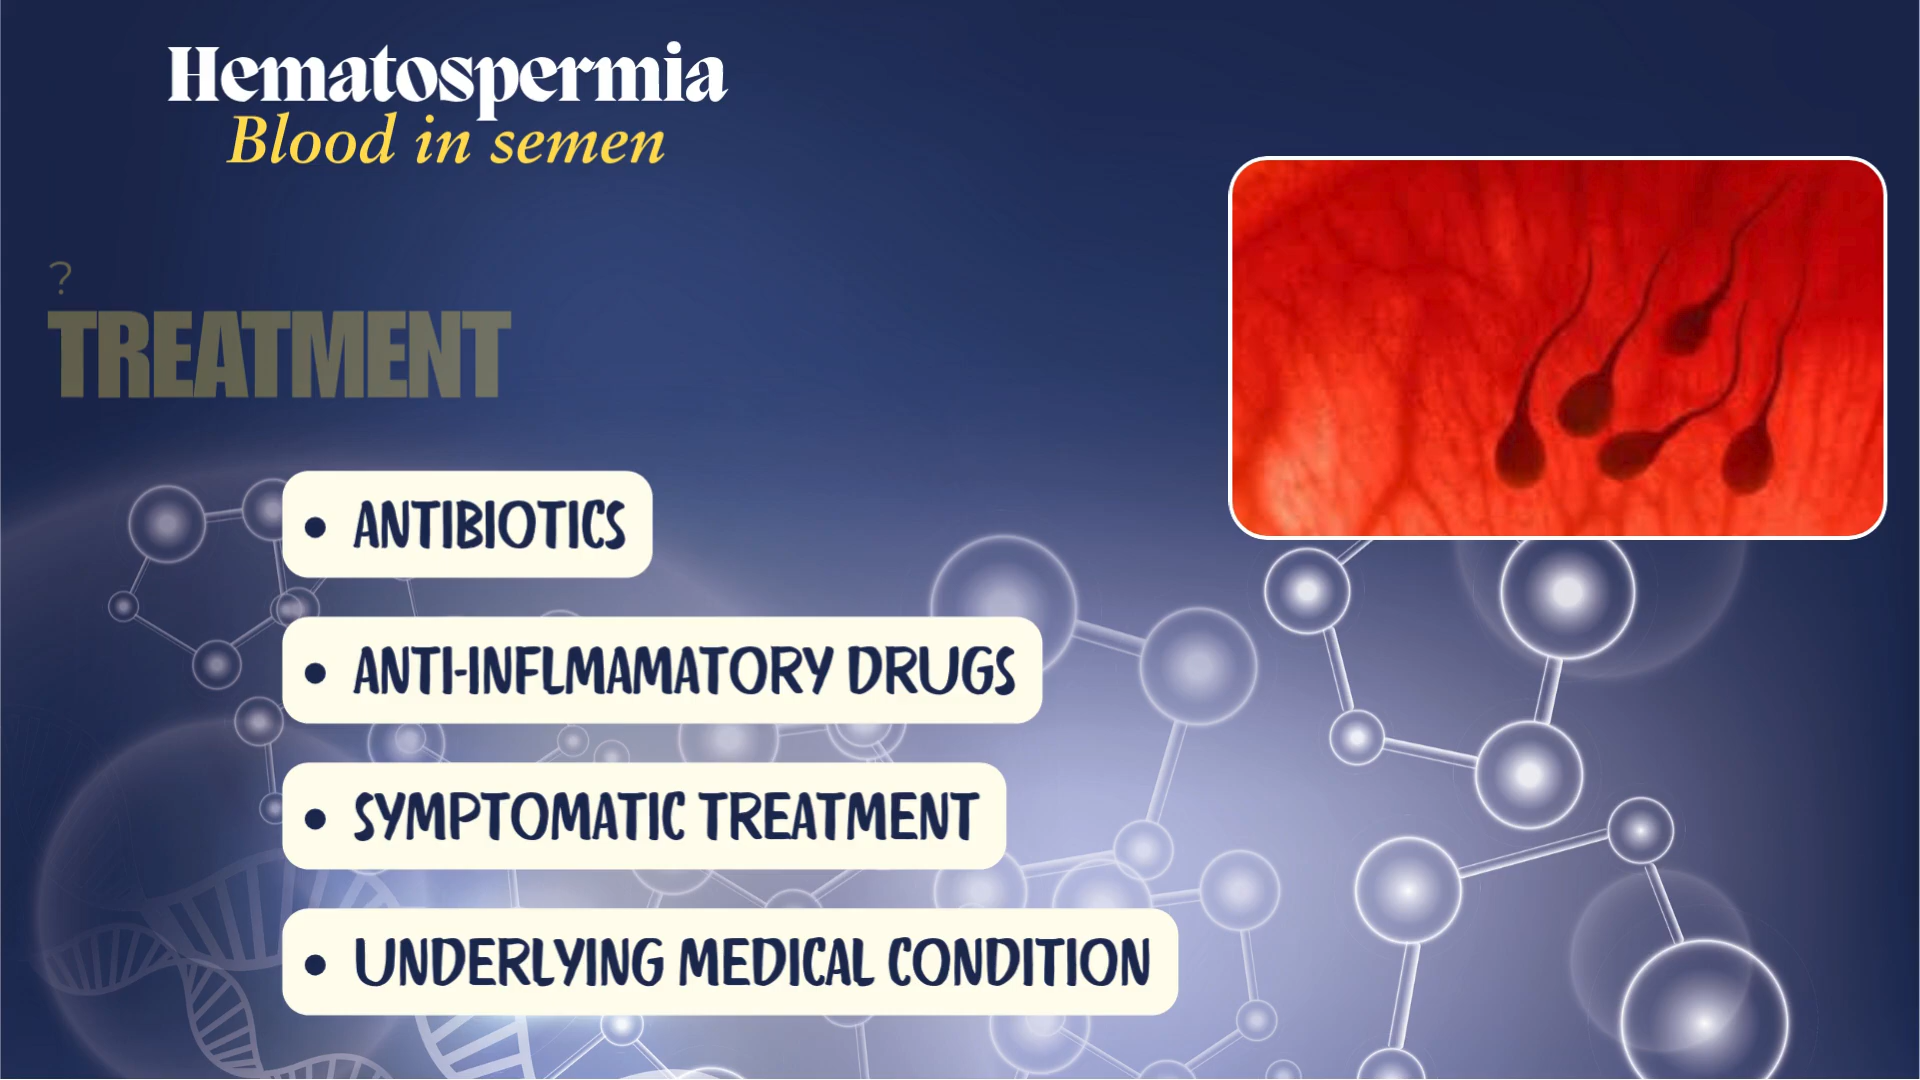 Hematospermia
Blood in semen
?
TREATMENT
• ANTIBIOTICS
• ANTI-INFLMAMATORY DRUGS
• SYMPTOMATIC TREATMENT
• UNDERLYING MEDICAL CONDITION